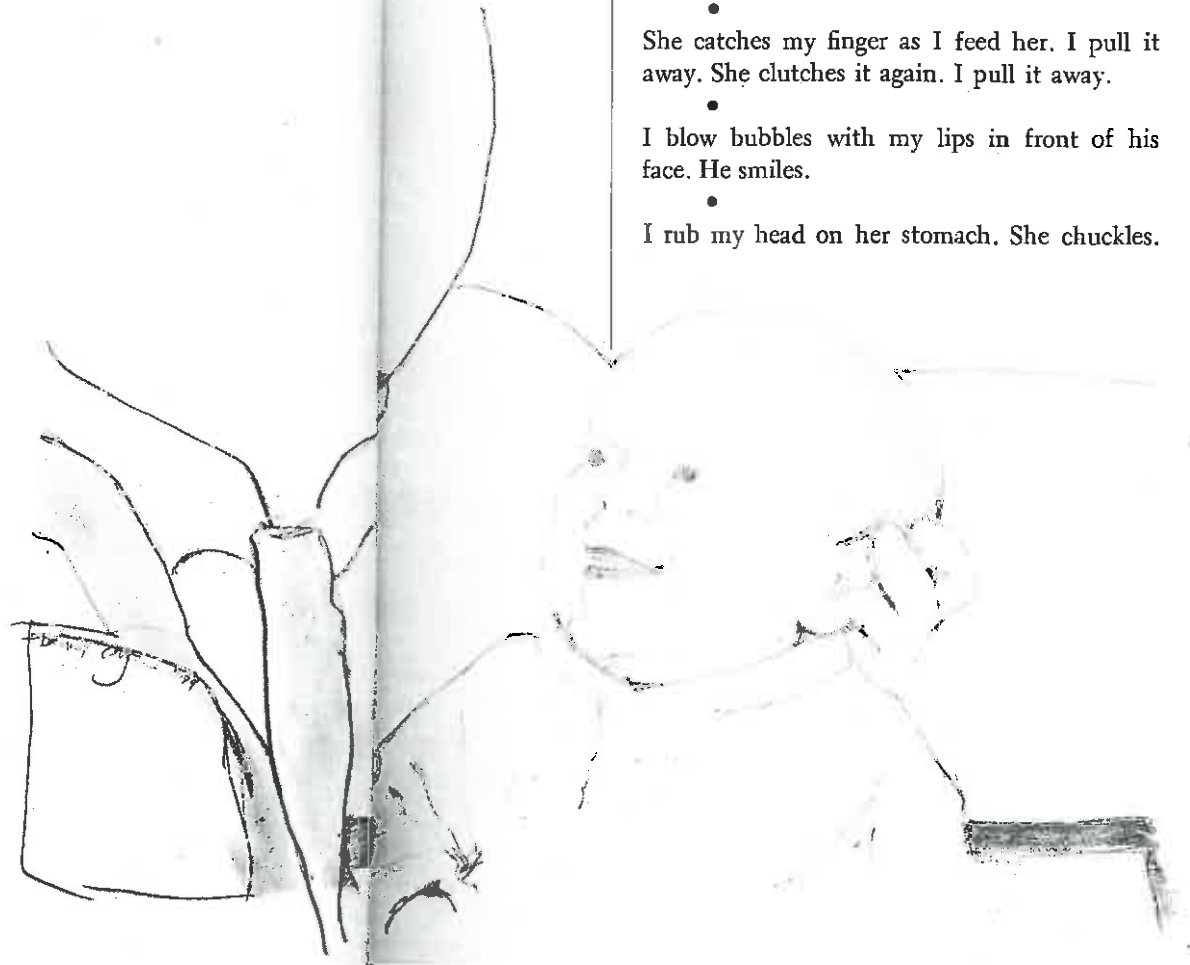 •
She catches my finger as I feed her. I pull it
away. She clutches it again. I pull it away.
•
I blow bubbles with my lips in front of his
face. He smiles.
•
I rub my head on her stomach. She chuckles.